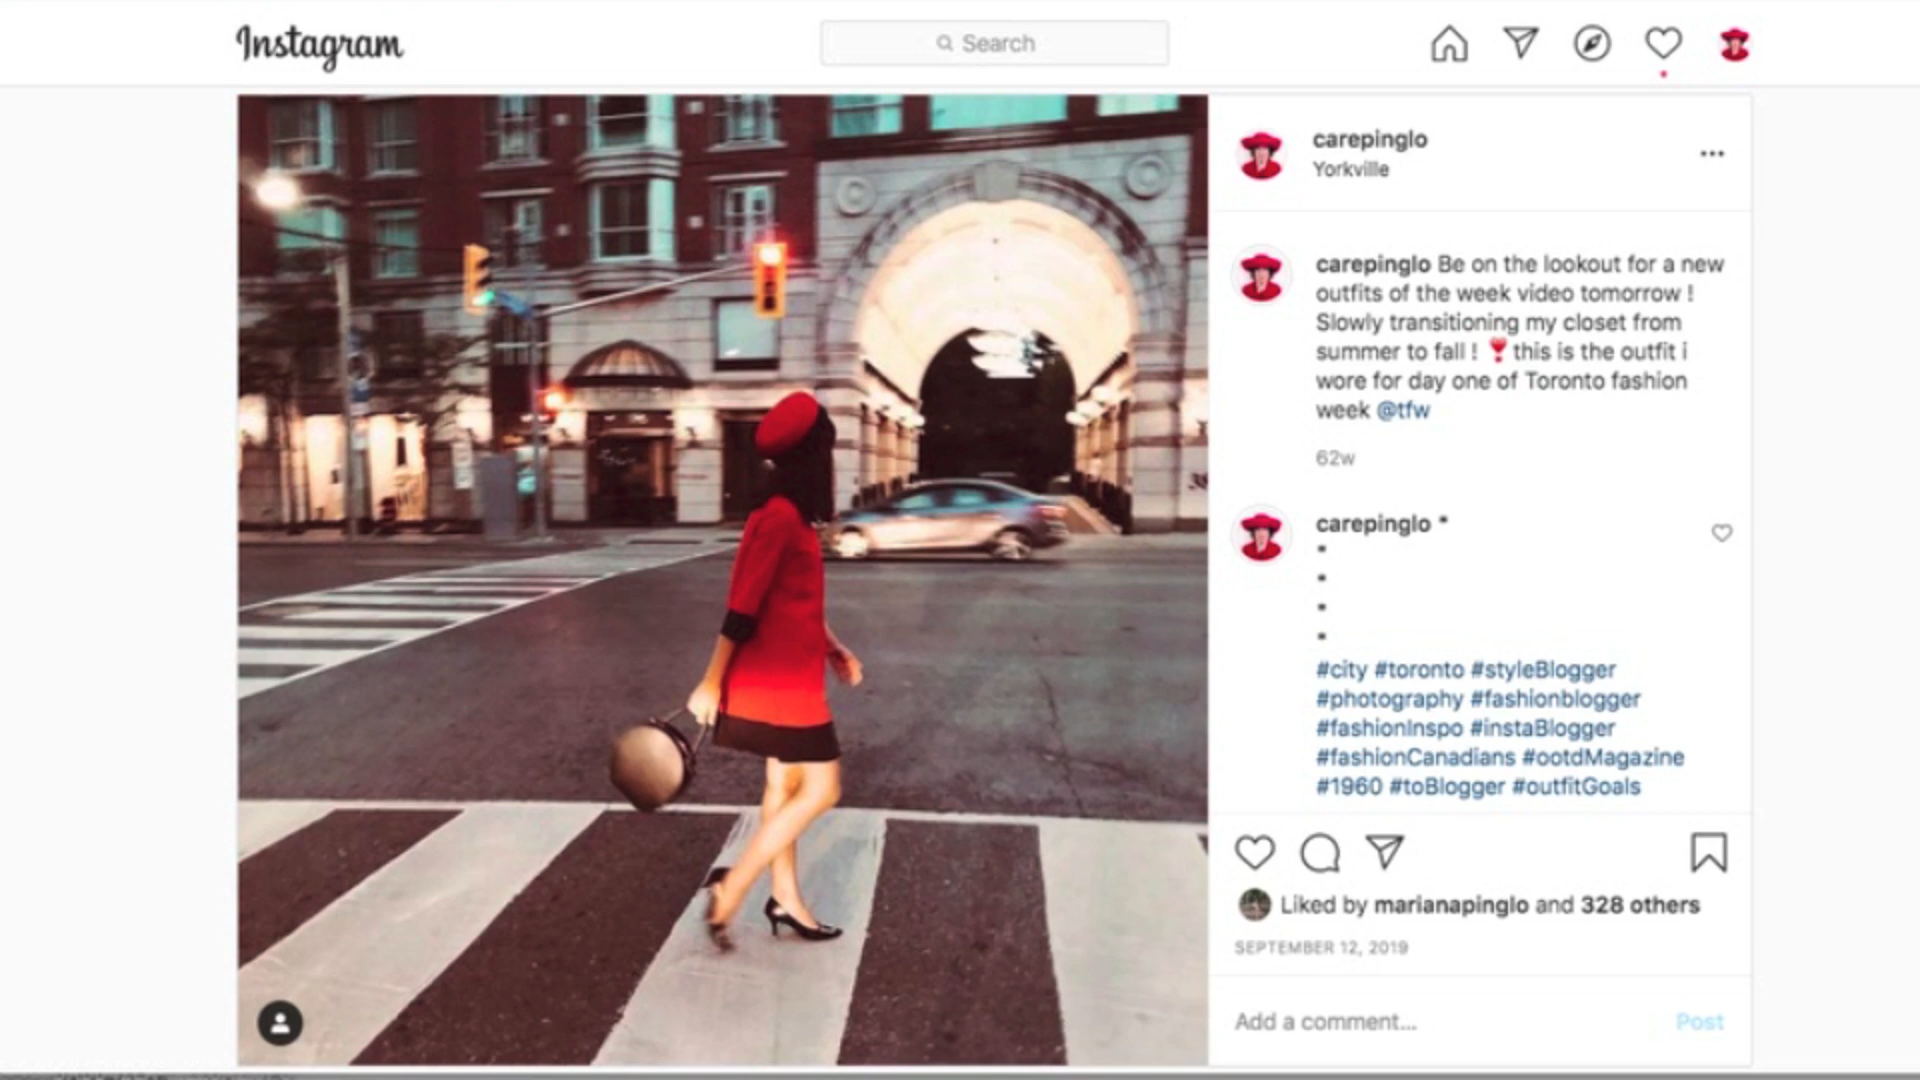 Instagram
Search
carepinglo
Yorkville
carepinglo Be on the lookout for a new
outfits of the week video tomorrow !
Slowly transitioning my closet from
summer to fall ! ❣️ this is the outfit i
wore for day one of Toronto fashion
week @tfw
62w
carepinglo *
*
*
*
*
#city #toronto #styleBlogger
#photography #fashionblogger
#fashionInspo #instaBlogger
#fashionCanadians #ootdMagazine
#1960 #toBlogger #outfitGoals
Liked by marianapinglo and 328 others
SEPTEMBER 12, 2019
Add a comment...
Post